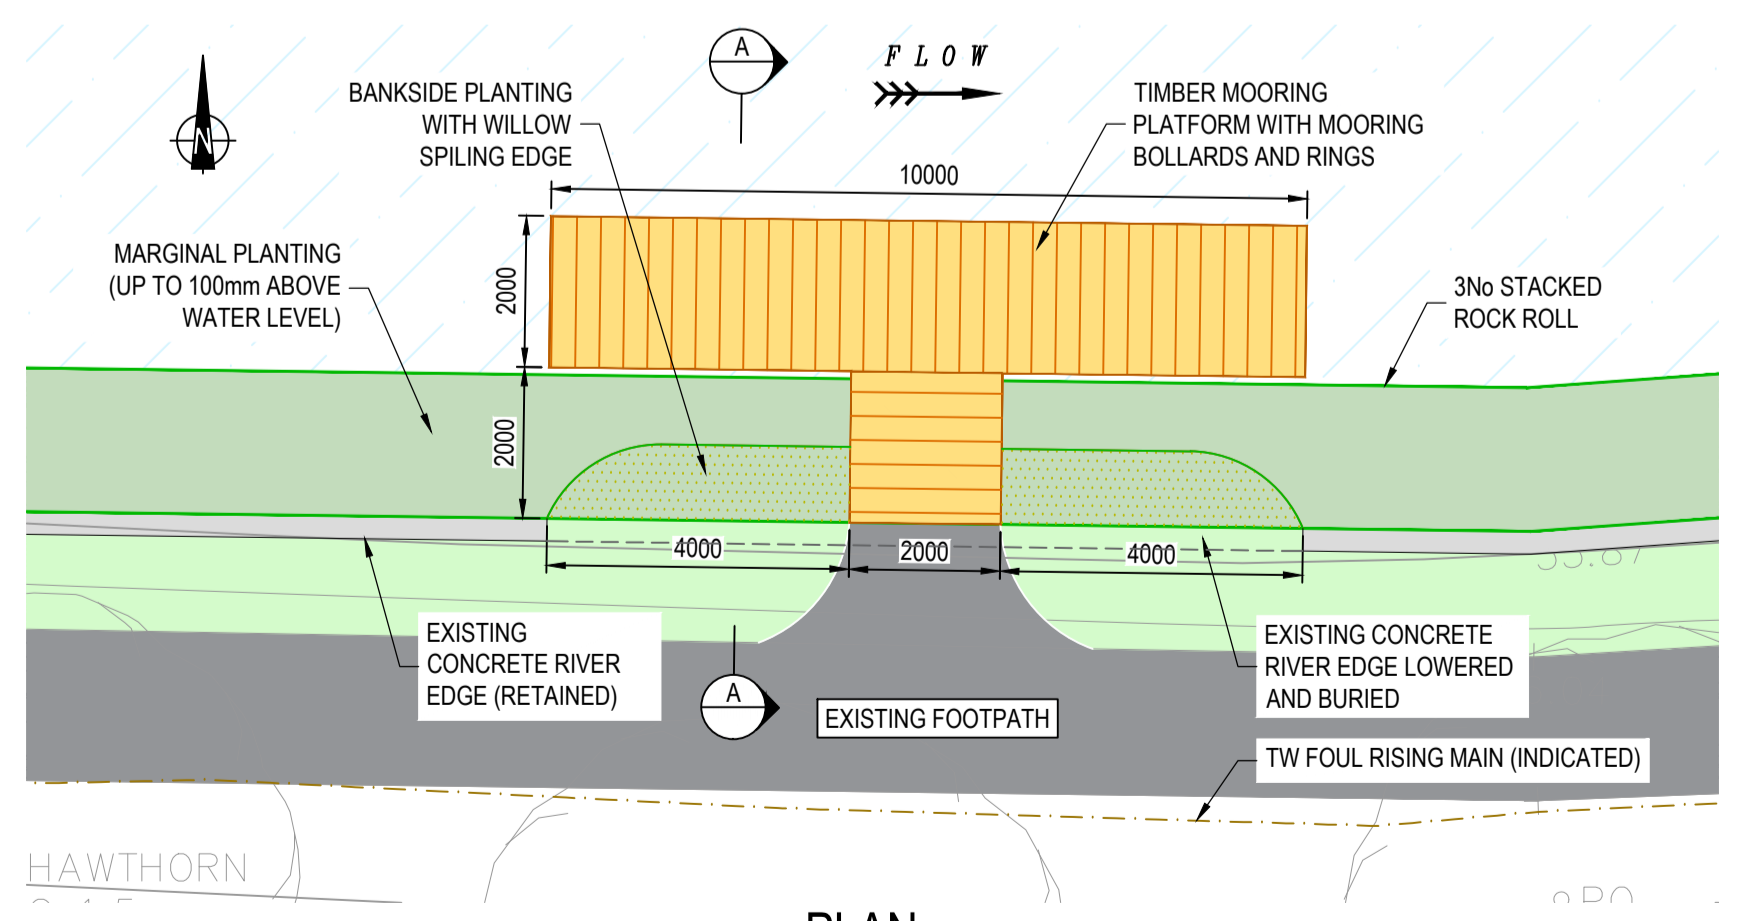 A
F L O W
N
BANKSIDE PLANTING
WITH WILLOW
SPILING EDGE
TIMBER MOORING
PLATFORM WITH MOORING
BOLLARDS AND RINGS
10000
MARGINAL PLANTING
(UP TO 100mm ABOVE
WATER LEVEL)
2000
3No STACKED
ROCK ROLL
2000
4000
2000
4000
EXISTING
CONCRETE RIVER
EDGE (RETAINED)
EXISTING CONCRETE
RIVER EDGE LOWERED
AND BURIED
A
EXISTING FOOTPATH
TW FOUL RISING MAIN (INDICATED)
HAWTHORN
PLAN